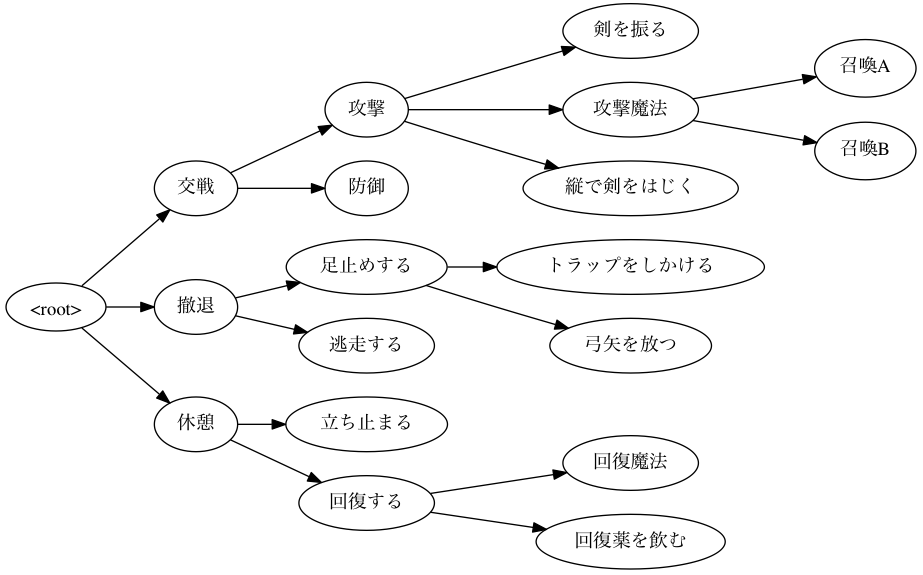 剣を振る
召喚A
攻撃
攻撃魔法
召喚B
交戦
防御
縦で剣をはじく
足止めする
トラップをしかける
<root>
撤退
逃走する
弓矢を放つ
休憩
立ち止まる
回復魔法
回復する
回復薬を飲む